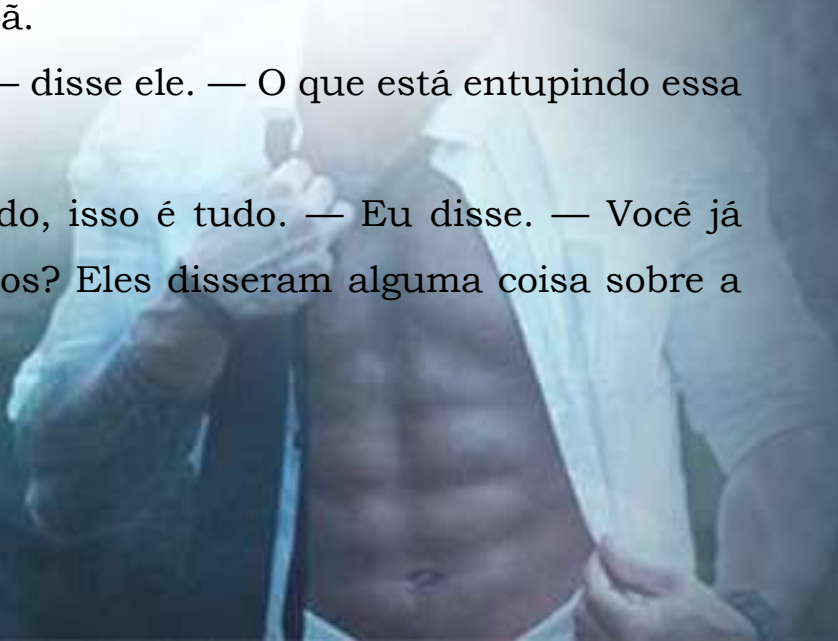 ã.
— disse ele. — O que está entupindo essa
do, isso é tudo. — Eu disse. — Você já
os? Eles disseram alguma coisa sobre a